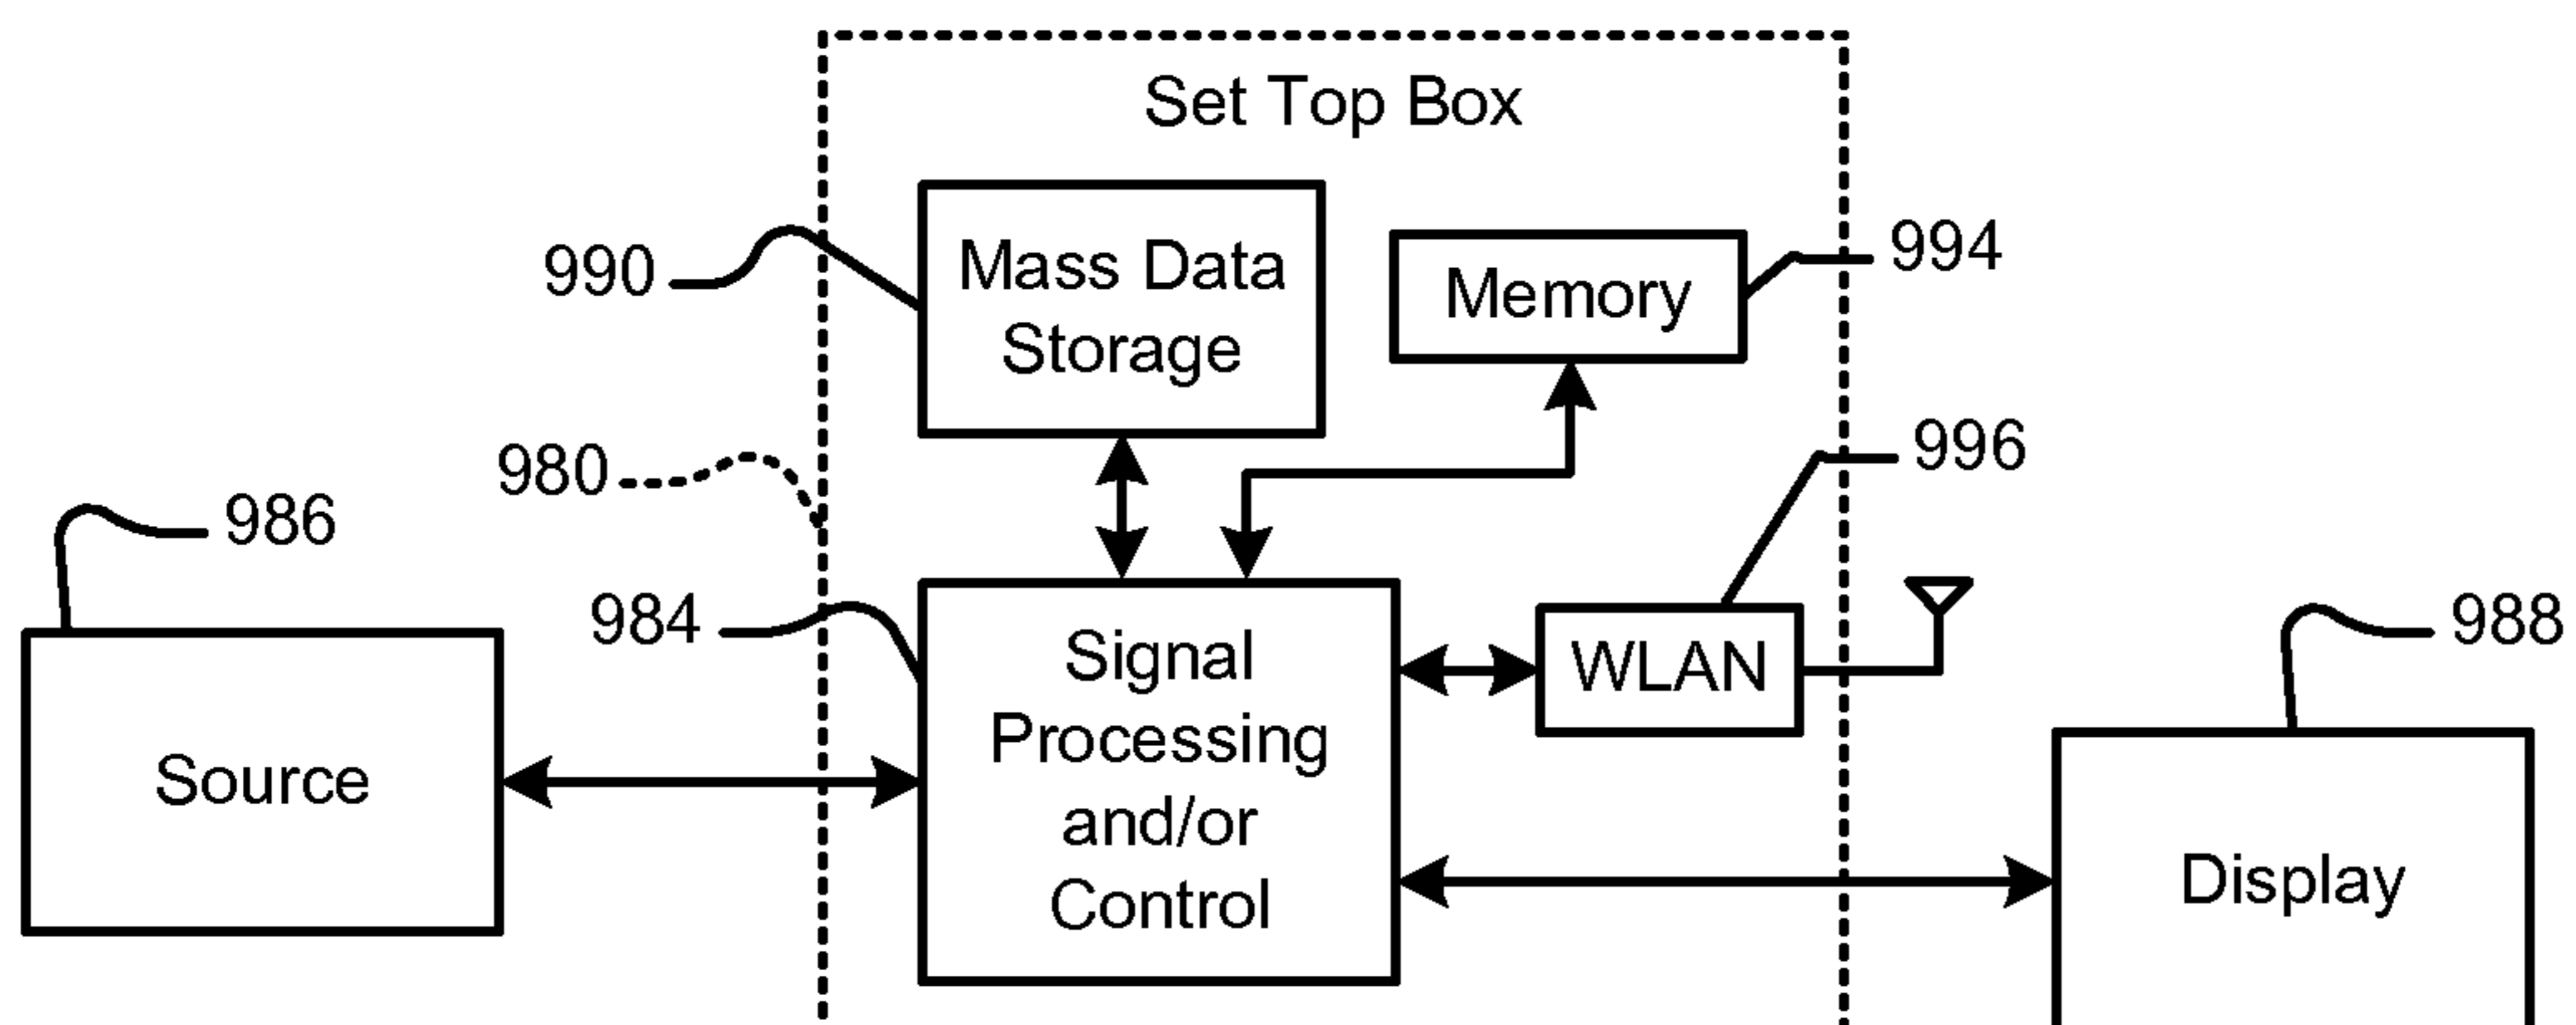 Set Top Box
990
Mass Data
Storage
Memory
994
980
996
986
984
Signal
Processing
and/or
Control
WLAN
988
Source
Display